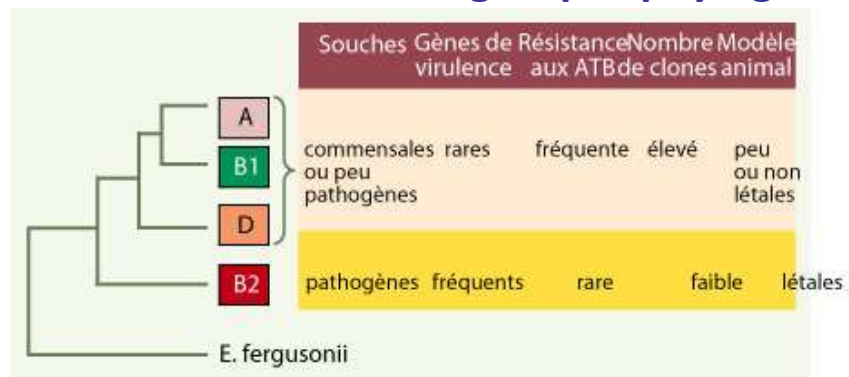 Souches Gènes de Résistance Nombre Modèle
virulence aux ATB de clones animal
A
B1
D
commensales rares fréquente élevé peu
ou peu ou non
pathogènes létales
B2 pathogènes fréquents rare faible létales
E. fergusonii